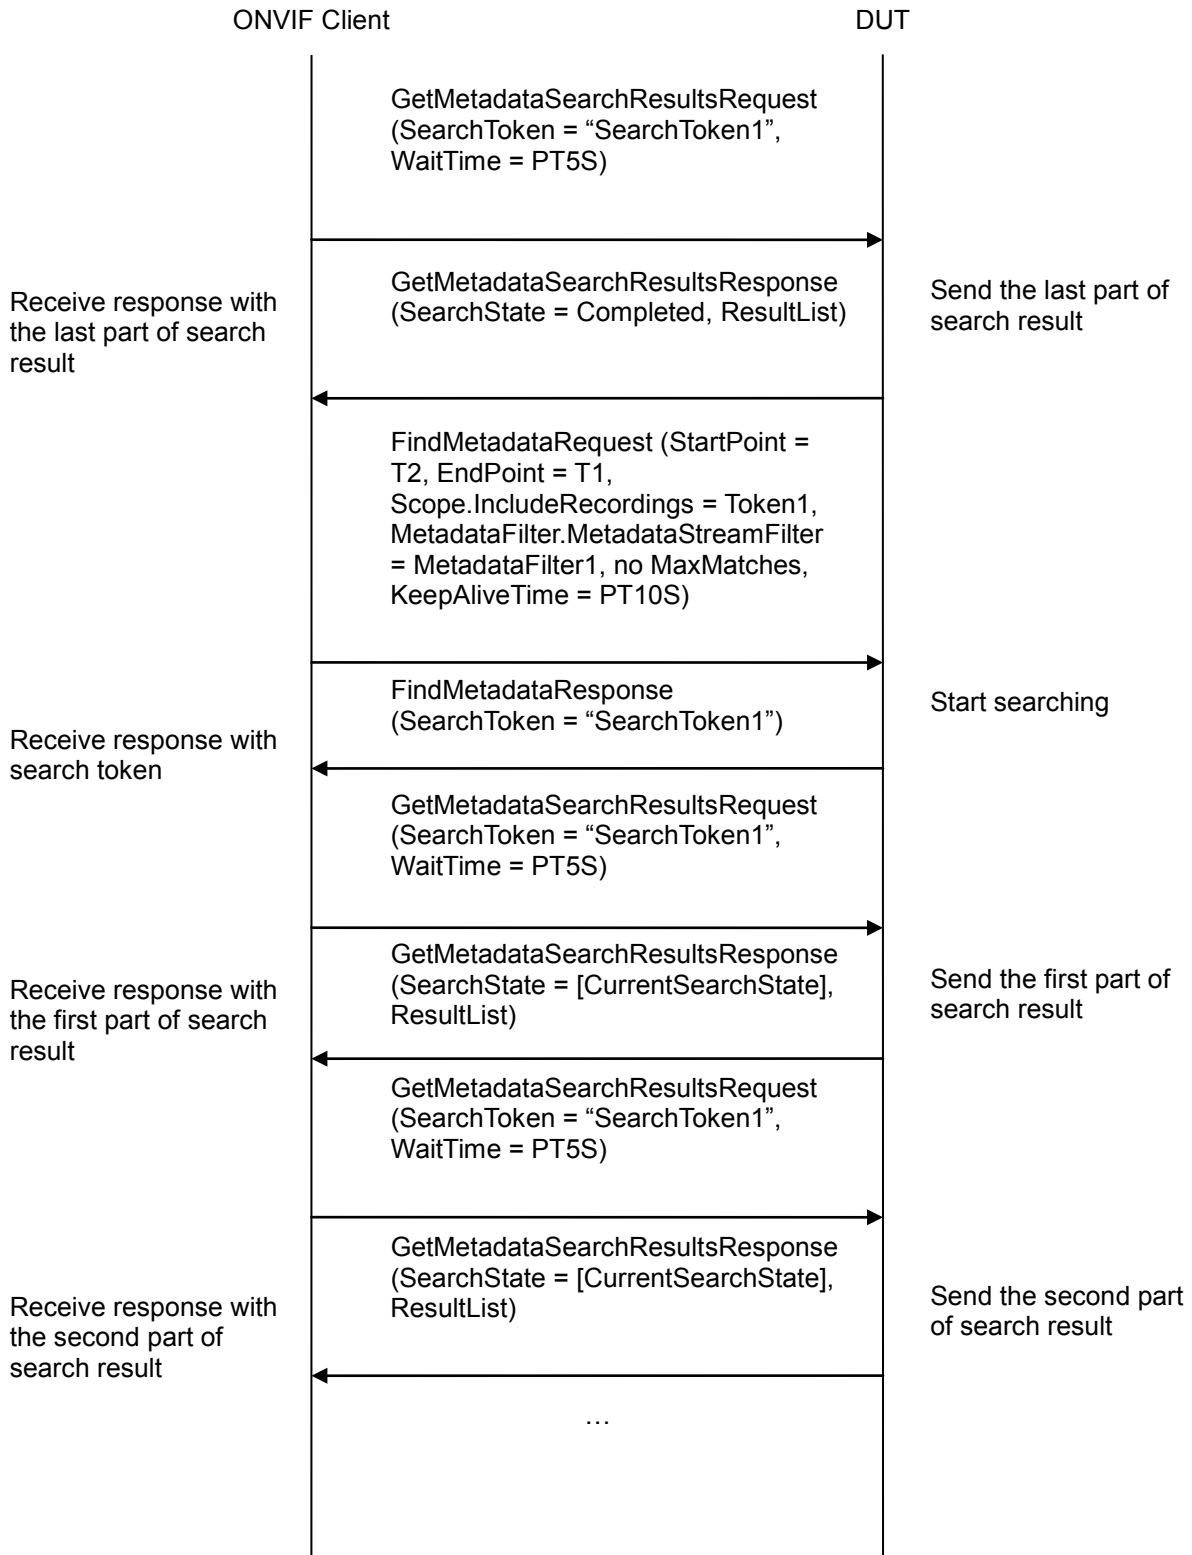 ONVIF Client
DUT
GetMetadataSearchResultsRequest
(SearchToken = “SearchToken1”,
WaitTime = PT5S)
GetMetadataSearchResultsResponse
(SearchState = Completed, ResultList)
Receive response with
the last part of search
result
Send the last part of
search result
FindMetadataRequest (StartPoint =
T2, EndPoint = T1,
Scope.IncludeRecordings = Token1,
MetadataFilter.MetadataStreamFilter
= MetadataFilter1, no MaxMatches,
KeepAliveTime = PT10S)
FindMetadataResponse
(SearchToken = “SearchToken1”)
Start searching
Receive response with
search token
GetMetadataSearchResultsRequest
(SearchToken = “SearchToken1”,
WaitTime = PT5S)
GetMetadataSearchResultsResponse
(SearchState = [CurrentSearchState],
ResultList)
Receive response with
the first part of search
result
Send the first part of
search result
GetMetadataSearchResultsRequest
(SearchToken = “SearchToken1”,
WaitTime = PT5S)
GetMetadataSearchResultsResponse
(SearchState = [CurrentSearchState],
ResultList)
Receive response with
the second part of
search result
Send the second part
of search result
…